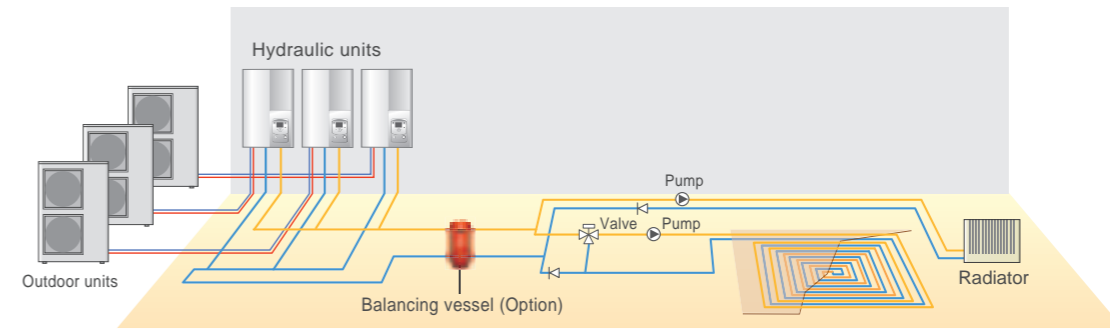 Hydraulic units
Pump
Valve
Pump
Outdoor units
Balancing vessel (Option)
Radiator